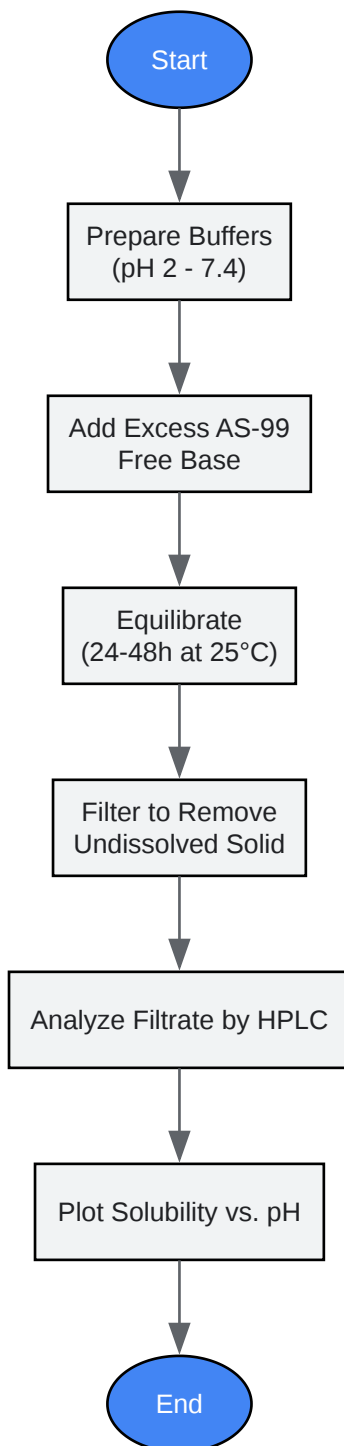 Start
Prepare Buffers
(pH 2 - 7.4)
Add Excess AS-99
Free Base
Equilibrate
(24-48h at 25°C)
Filter to Remove
Undissolved Solid
Analyze Filtrate by HPLC
Plot Solubility vs. pH
End